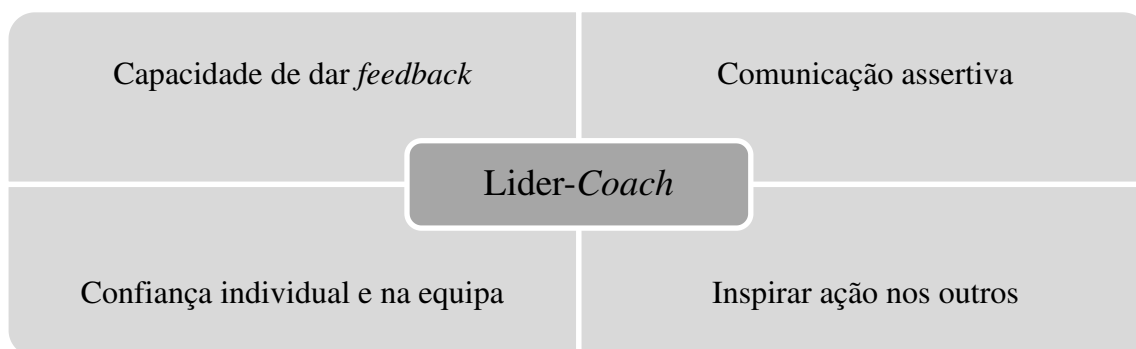 Capacidade de dar feedback
Comunicação assertiva
Lider-Coach
Confiança individual e na equipa
Inspirar ação nos outros